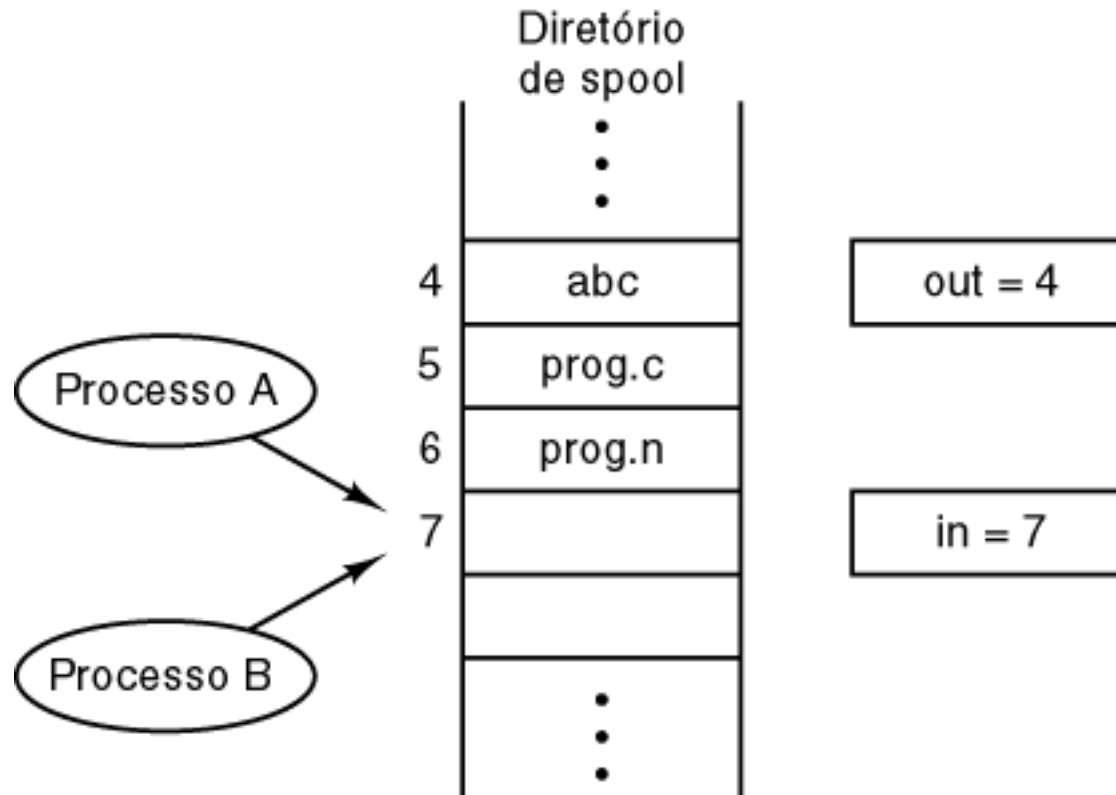 Diretório
de spool
4 abc out = 4
5 prog.c
Processo A
6 prog.n
7 in = 7
Processo B